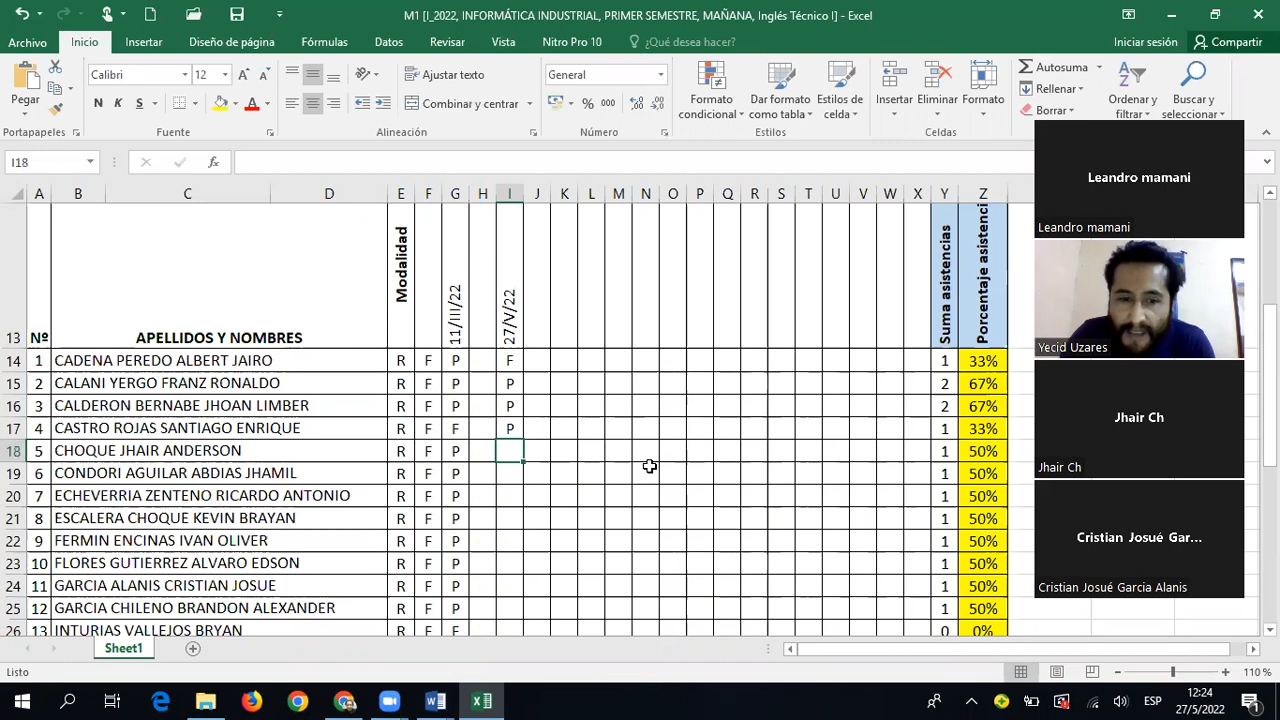 M1 [I_2022, INFORMÁTICA INDUSTRIAL, PRIMER SEMESTRE, MAÑANA, Inglés Técnico I] - Excel
Archivo Inicio Insertar Diseño de página Fórmulas Datos Revisar Vista Nitro Pro 10 ¿Qué desea hacer? Iniciar sesión Compartir
Pegar
Calibri 12
N K S
Ajustar texto
Combinar y centrar
General
% 000
Formato condicional
Dar formato como tabla
Estilos de celda
Insertar
Eliminar
Formato
Autosuma
Rellenar
Borrar
Ordenar y filtrar
Buscar y seleccionar
Portapapeles Fuente Alineación Número Estilos Celdas
I18
A B C D E F G H I J K L M N O P Q R S T U V W X Y Z
13 Nº APELLIDOS Y NOMBRES Modalidad 11/III/22 27/V/22 Suma asistencias Porcentaje asistenci
14 1 CADENA PEREDO ALBERT JAIRO R F P F 1 33%
15 2 CALANI YERGO FRANZ RONALDO R F P P 2 67%
16 3 CALDERON BERNABE JHOAN LIMBER R F P P 2 67%
17 4 CASTRO ROJAS SANTIAGO ENRIQUE R F F P 1 33%
18 5 CHOQUE JHAIR ANDERSON R F P 1 50%
19 6 CONDORI AGUILAR ABDIAS JHAMIL R F P 1 50%
20 7 ECHEVERRIA ZENTENO RICARDO ANTONIO R F P 1 50%
21 8 ESCALERA CHOQUE KEVIN BRAYAN R F P 1 50%
22 9 FERMIN ENCINAS IVAN OLIVER R F P 1 50%
23 10 FLORES GUTIERREZ ALVARO EDSON R F P 1 50%
24 11 GARCIA ALANIS CRISTIAN JOSUE R F P 1 50%
25 12 GARCIA CHILENO BRANDON ALEXANDER R F P 1 50%
26 13 INTURIAS VALLEJOS BRYAN R F F 0 0%
Leandro mamani
Leandro mamani
Yecid Uzares
Jhair Ch
Jhair Ch
Cristian Josué Gar...
Cristian Josué Garcia Alanis
Sheet1
Listo
110 %
ESP
12:24
27/5/2022
1